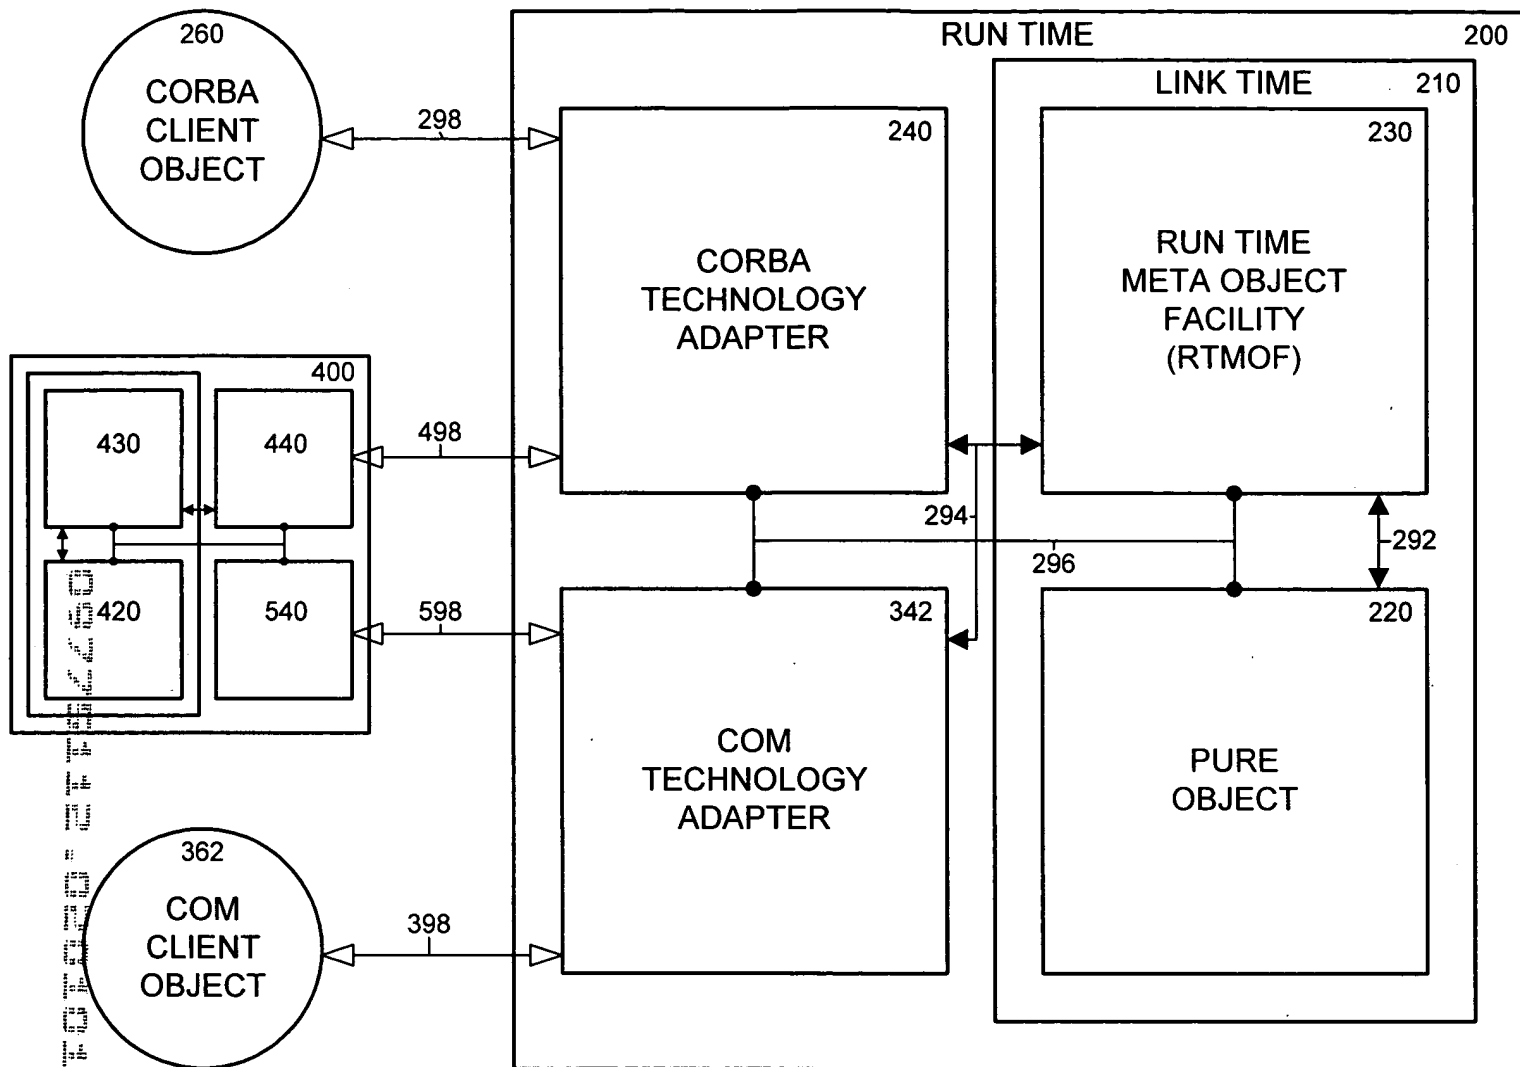 RUN TIME
200
LINK TIME
210
260
CORBA
CLIENT
OBJECT
298
240
CORBA
TECHNOLOGY
ADAPTER
230
RUN TIME
META OBJECT
FACILITY
(RTMOF)
400
430
440
420
540
498
598
294
296
292
342
COM
TECHNOLOGY
ADAPTER
220
PURE
OBJECT
362
COM
CLIENT
OBJECT
398